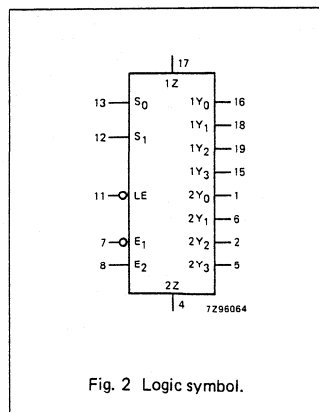 17
1Z
13 S₀ 1Y₀ 16
1Y₁ 18
12 S₁
1Y₂ 19
1Y₃ 15
11 LE 2Y₀ 1
2Y₁ 6
7 E₁ 2Y₂ 2
8 E₂ 2Y₃ 5
2Z
4
7Z96064
Fig. 2 Logic symbol.